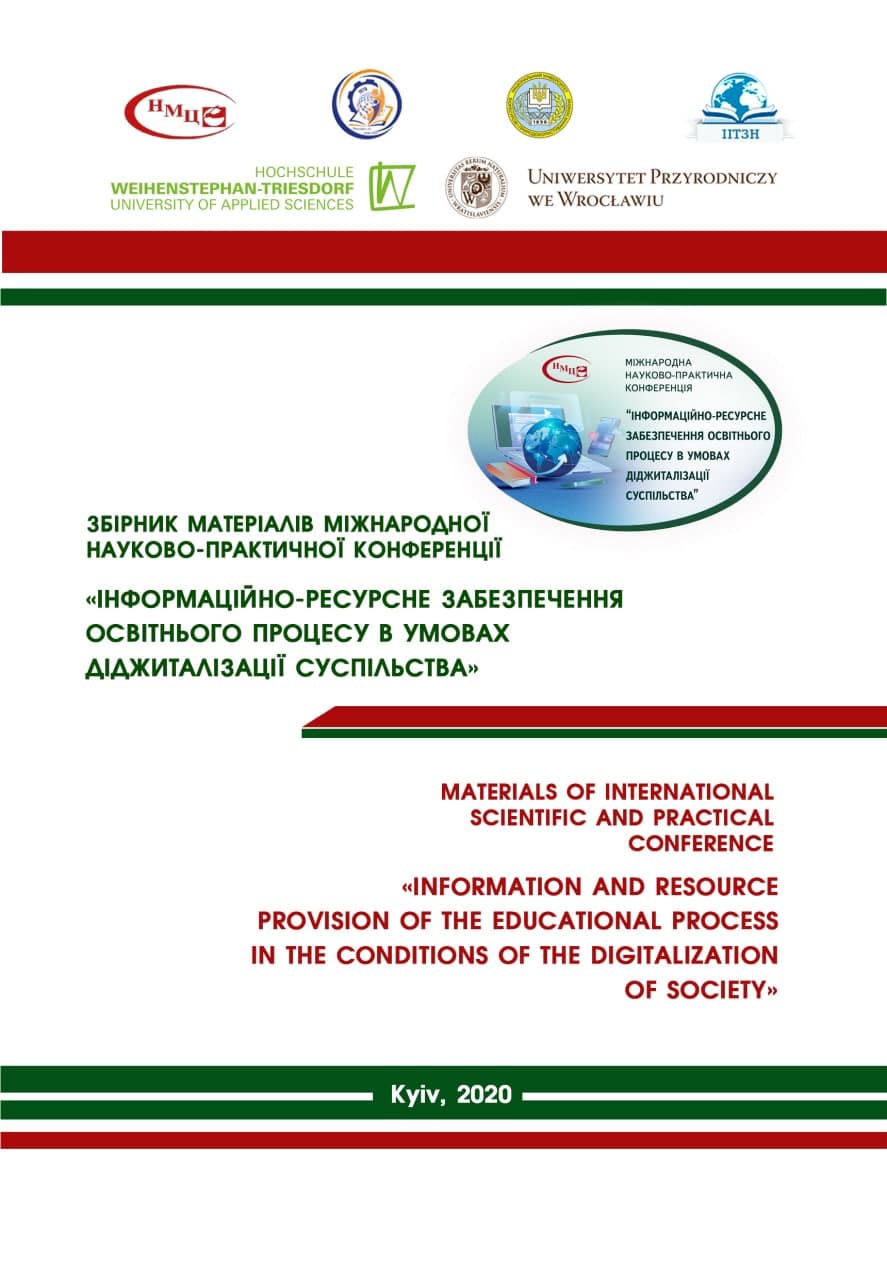 НМЦ
1898
ІІТЗН
HOCHSCHULE
WEIHENSTEPHAN-TRIESDORF
UNIVERSITY OF APPLIED SCIENCES
UNIWERSYTET PRZYRODNICZY
WE WROCŁAWIU
НМЦ
МІЖНАРОДНА
НАУКОВО-ПРАКТИЧНА
КОНФЕРЕНЦІЯ
"ІНФОРМАЦІЙНО-РЕСУРСНЕ
ЗАБЕЗПЕЧЕННЯ ОСВІТНЬОГО
ПРОЦЕСУ В УМОВАХ
ДІДЖИТАЛІЗАЦІЇ
СУСПІЛЬСТВА"
ЗБІРНИК МАТЕРІАЛІВ МІЖНАРОДНОЇ
НАУКОВО-ПРАКТИЧНОЇ КОНФЕРЕНЦІЇ
«ІНФОРМАЦІЙНО-РЕСУРСНЕ ЗАБЕЗПЕЧЕННЯ
ОСВІТНЬОГО ПРОЦЕСУ В УМОВАХ
ДІДЖИТАЛІЗАЦІЇ СУСПІЛЬСТВА»
MATERIALS OF INTERNATIONAL
SCIENTIFIC AND PRACTICAL
CONFERENCE
«INFORMATION AND RESOURCE
PROVISION OF THE EDUCATIONAL PROCESS
IN THE CONDITIONS OF THE DIGITALIZATION
OF SOCIETY»
Kyiv, 2020